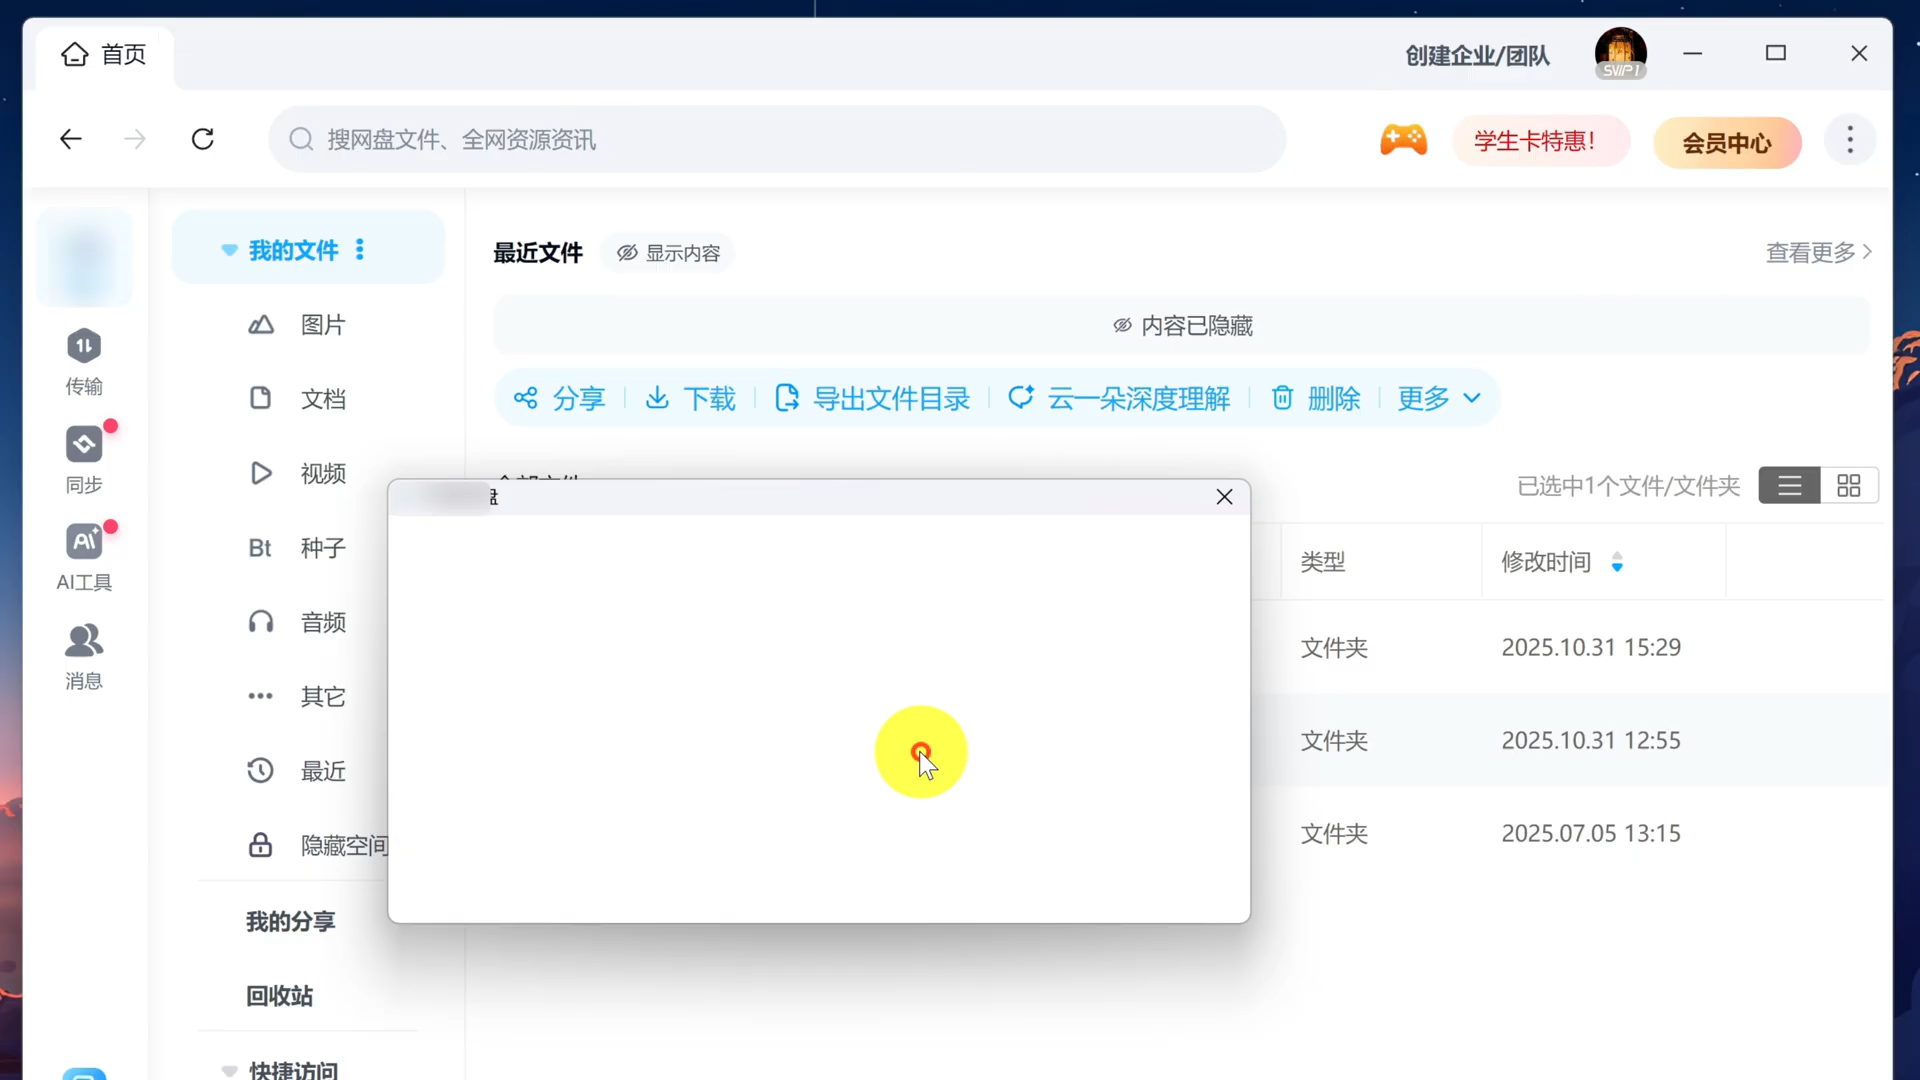 首页
创建企业/团队
SVIP1
搜网盘文件、全网资源资讯
学生卡特惠!
会员中心
我的文件
最近文件
显示内容
查看更多
图片
内容已隐藏
传输
文档
分享
下载
导出文件目录
云一朵深度理解
删除
更多
视频
已选中1个文件/文件夹
同步
盘
Bt 种子
类型
修改时间
AI
AI工具
音频
文件夹
2025.10.31 15:29
消息
其它
文件夹
2025.10.31 12:55
最近
文件夹
2025.07.05 13:15
隐藏空间
我的分享
回收站
快捷访问